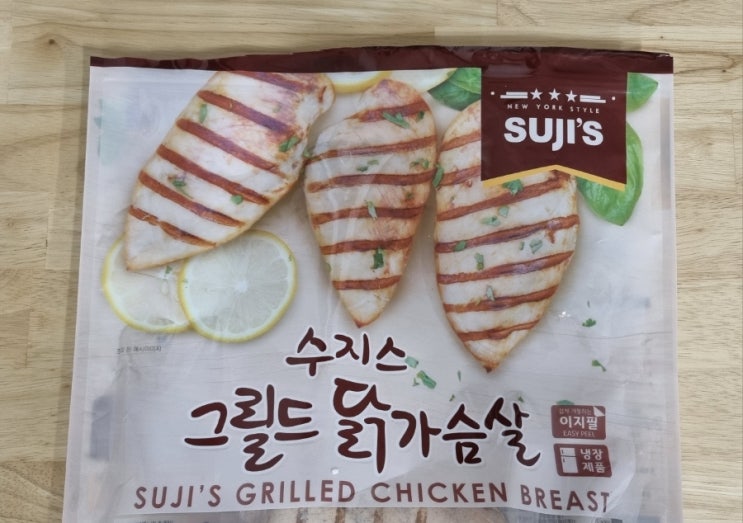 NEW YORK STYLE
SUJI'S
수지스
그릴드 닭가슴살
이지필
EASY PEEL
냉장
제품
SUJI'S GRILLED CHICKEN BREAST